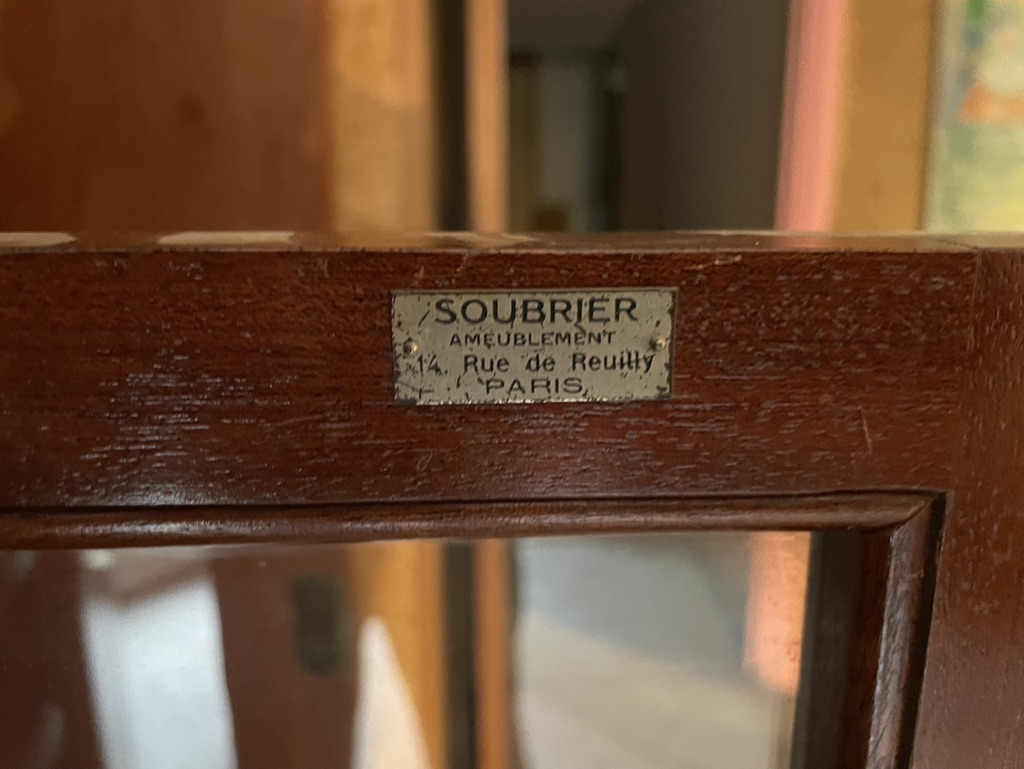 SOUBRIER
AMEUBLEMENT
14. Rue de Reuilly
PARIS